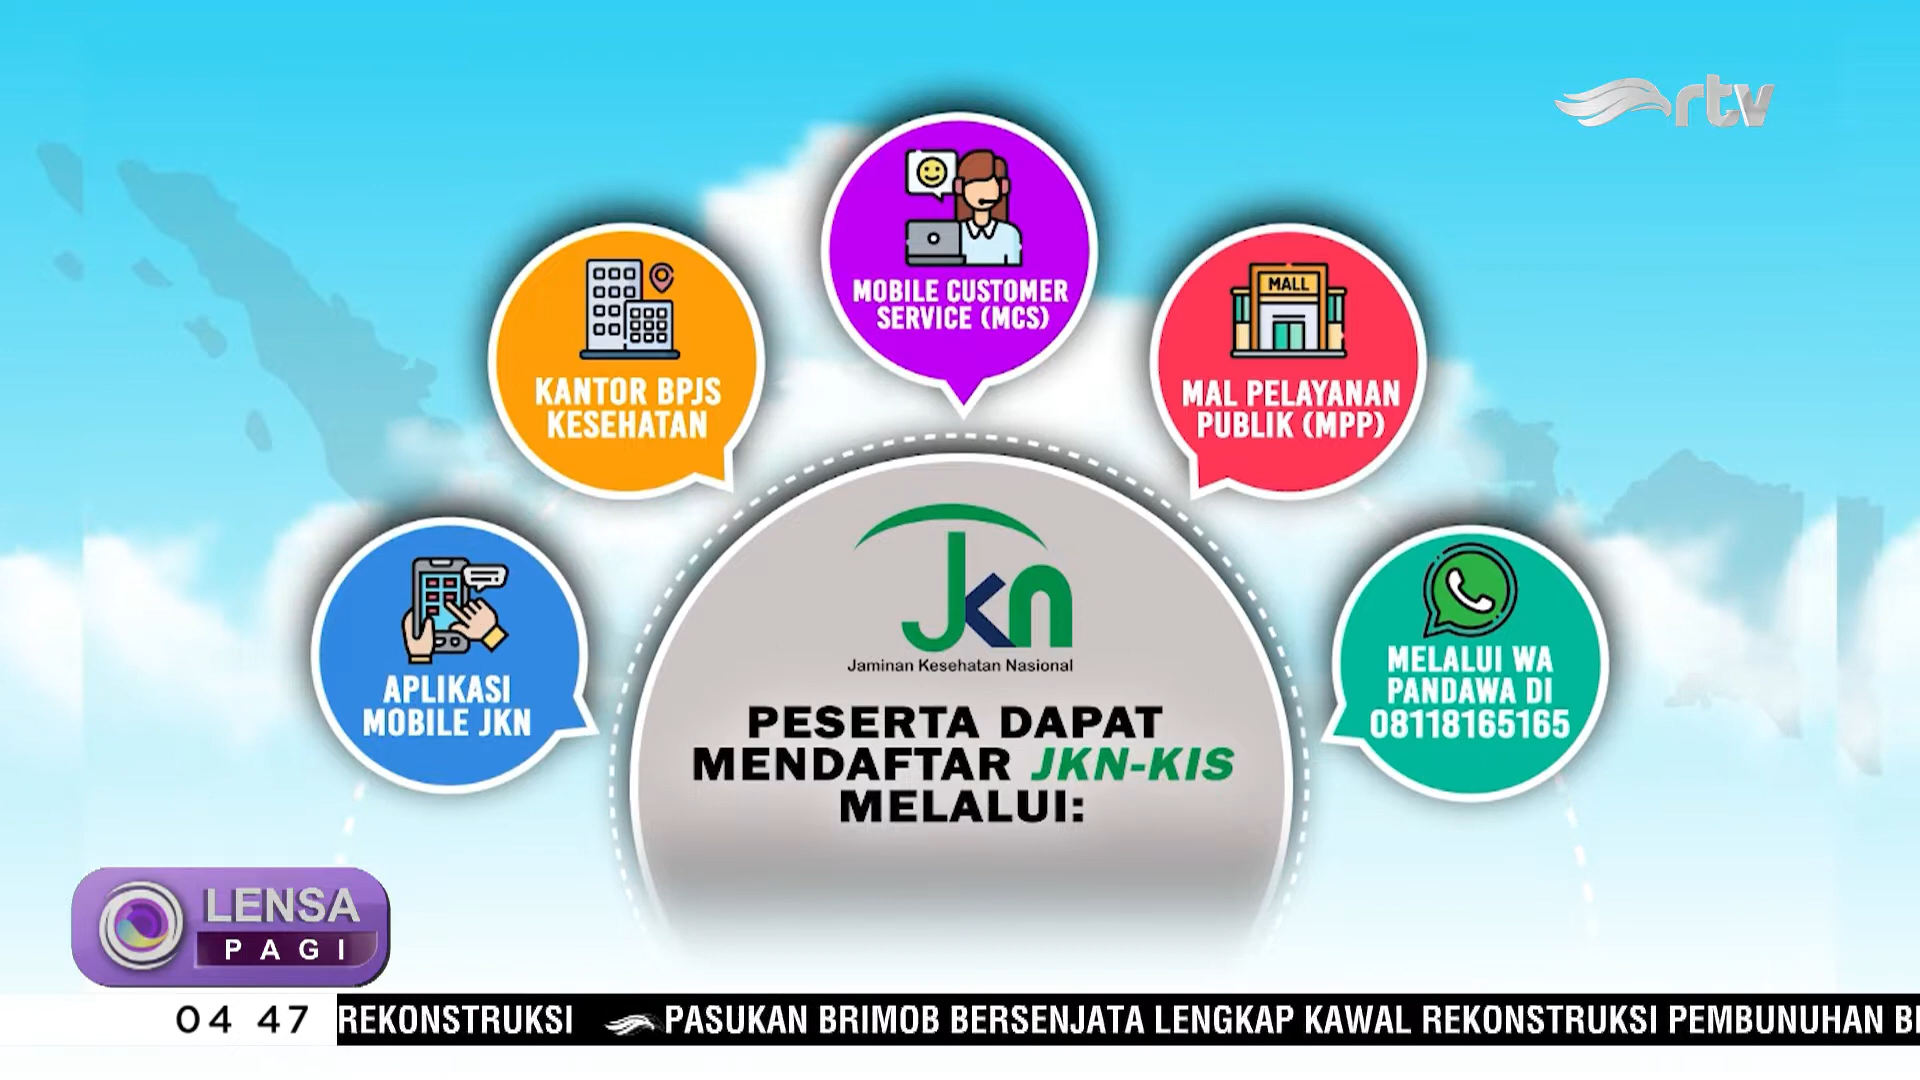 rtv
MOBILE CUSTOMER
SERVICE (MCS)
KANTOR BPJS
KESEHATAN
MALL
MAL PELAYANAN
PUBLIK (MPP)
APLIKASI
MOBILE JKN
MELALUI WA
PANDAWA DI
08118165165
Jkn
Jaminan Kesehatan Nasional
PESERTA DAPAT
MENDAFTAR JKN-KIS
MELALUI:
LENSA
PAGI
04 47
REKONSTRUKSI PASUKAN BRIMOB BERSENJATA LENGKAP KAWAL REKONSTRUKSI PEMBUNUHAN